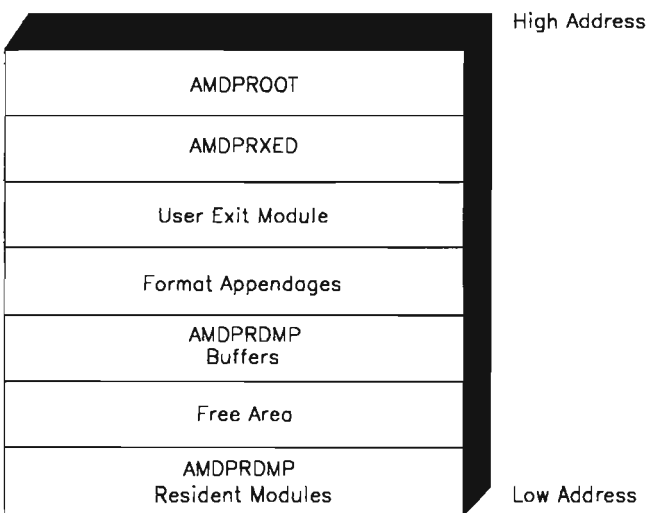 High Address
AMDPROOT
AMDPRXED
User Exit Module
Format Appendages
AMDPRDMP
Buffers
Free Area
AMDPRDMP
Resident Modules
Low Address